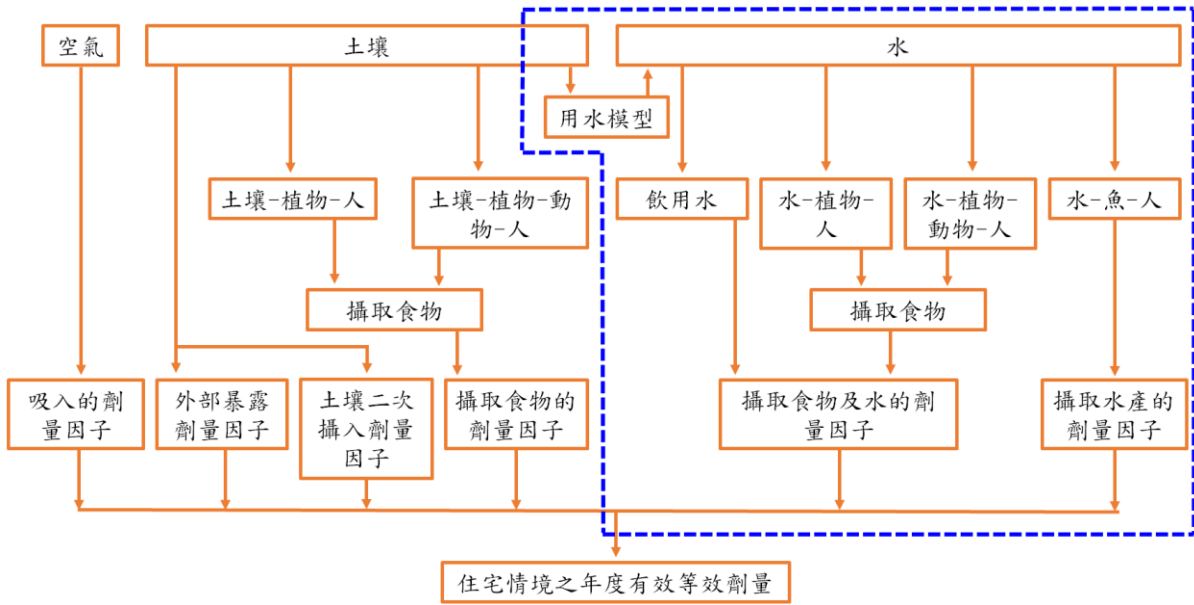 空氣
土壤
水
用水模型
土壤-植物-人
土壤-植物-動
物-人
飲用水
水-植物-
人
水-植物-
動物-人
水-魚-人
攝取食物
攝取食物
吸入的劑
量因子
外部暴露
劑量因子
土壤二次
攝入劑量
因子
攝取食物的
劑量因子
攝取食物及水的劑
量因子
攝取水產的
劑量因子
住宅情境之年度有效等效劑量